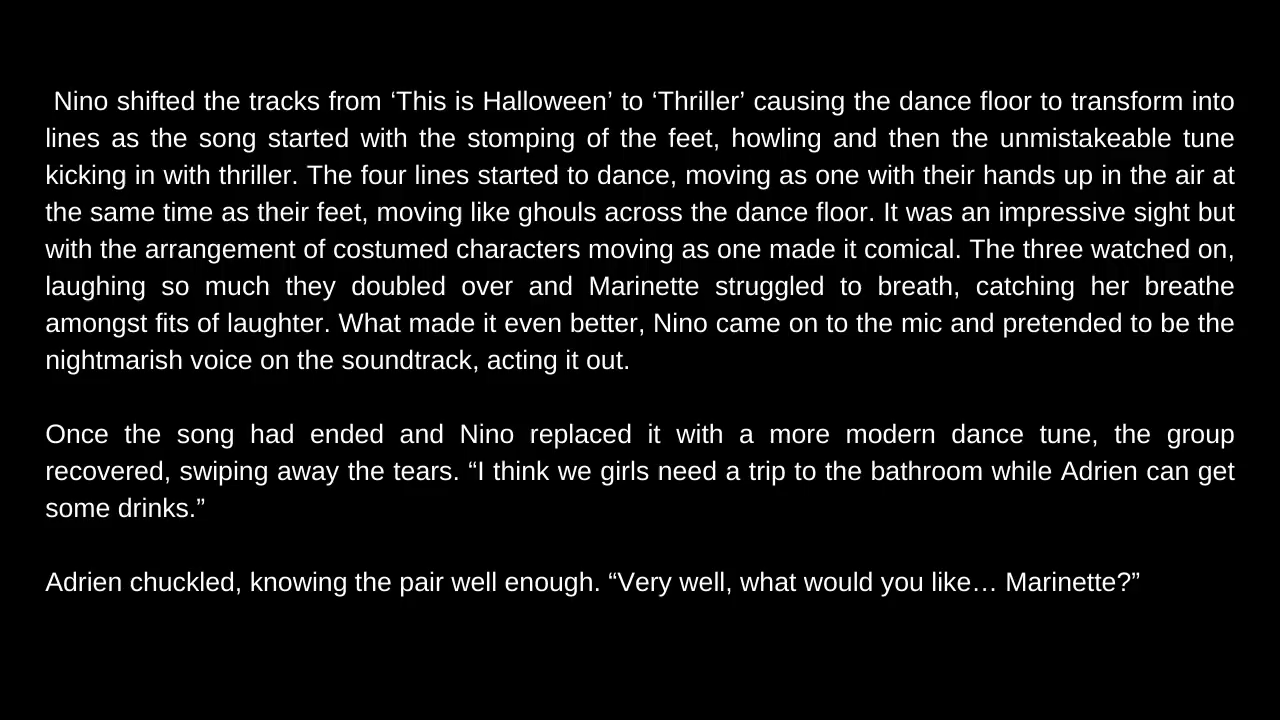 Nino shifted the tracks from ‘This is Halloween’ to ‘Thriller’ causing the dance floor to transform into
lines as the song started with the stomping of the feet, howling and then the unmistakeable tune
kicking in with thriller. The four lines started to dance, moving as one with their hands up in the air at
the same time as their feet, moving like ghouls across the dance floor. It was an impressive sight but
with the arrangement of costumed characters moving as one made it comical. The three watched on,
laughing so much they doubled over and Marinette struggled to breath, catching her breathe
amongst fits of laughter. What made it even better, Nino came on to the mic and pretended to be the
nightmarish voice on the soundtrack, acting it out.
Once the song had ended and Nino replaced it with a more modern dance tune, the group
recovered, swiping away the tears. “I think we girls need a trip to the bathroom while Adrien can get
some drinks.”
Adrien chuckled, knowing the pair well enough. “Very well, what would you like… Marinette?”